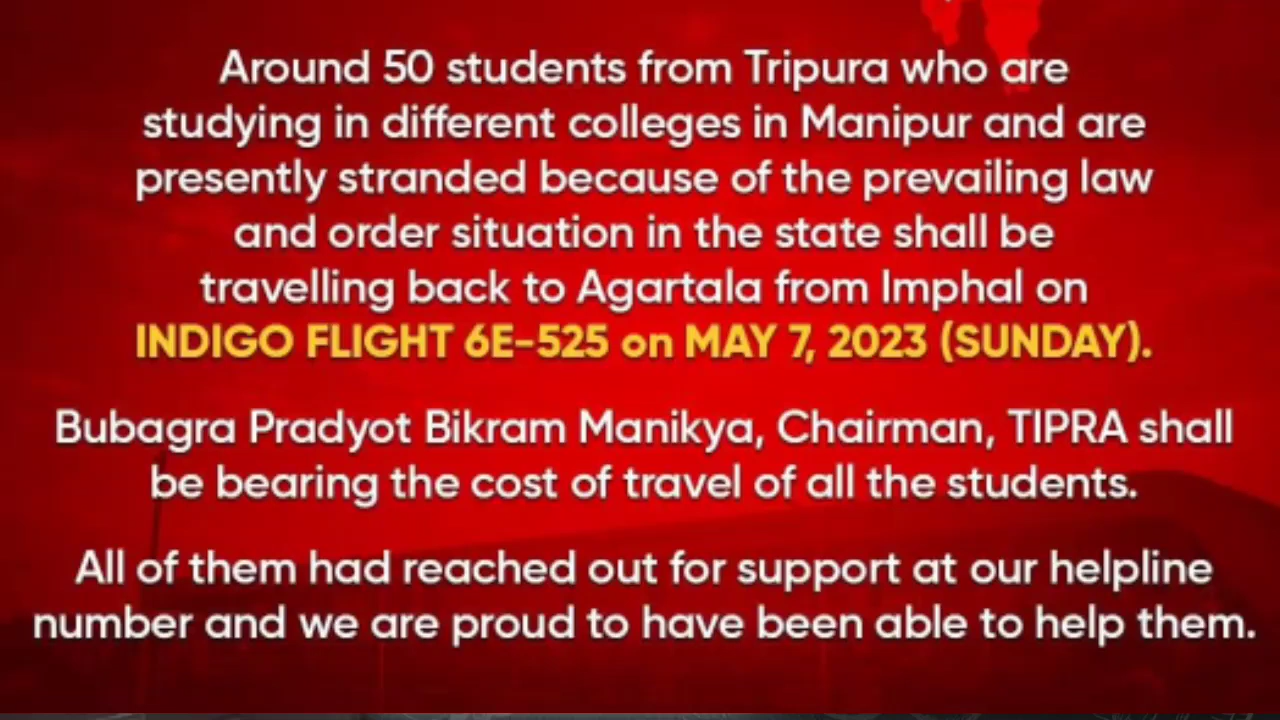 Around 50 students from Tripura who are
studying in different colleges in Manipur and are
presently stranded because of the prevailing law
and order situation in the state shall be
travelling back to Agartala from Imphal on
INDIGO FLIGHT 6E-525 on MAY 7, 2023 (SUNDAY).
Bubagra Pradyot Bikram Manikya, Chairman, TIPRA shall
be bearing the cost of travel of all the students.
All of them had reached out for support at our helpline
number and we are proud to have been able to help them.